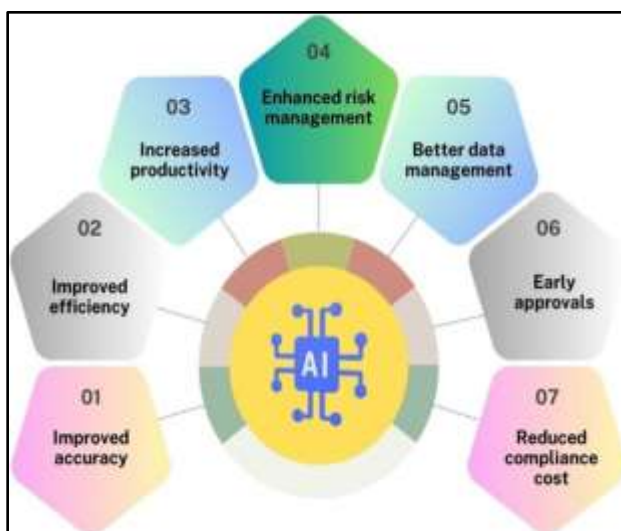 01
Improved
accuracy
02
Improved
efficiency
03
Increased
productivity
04
Enhanced risk
management
05
Better data
management
06
Early
approvals
07
Reduced
compliance
cost
AI